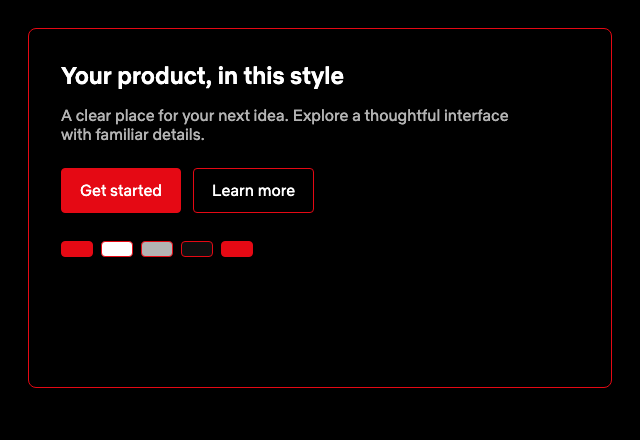 Your product, in this style
A clear place for your next idea. Explore a thoughtful interface
with familiar details.
Get started
Learn more